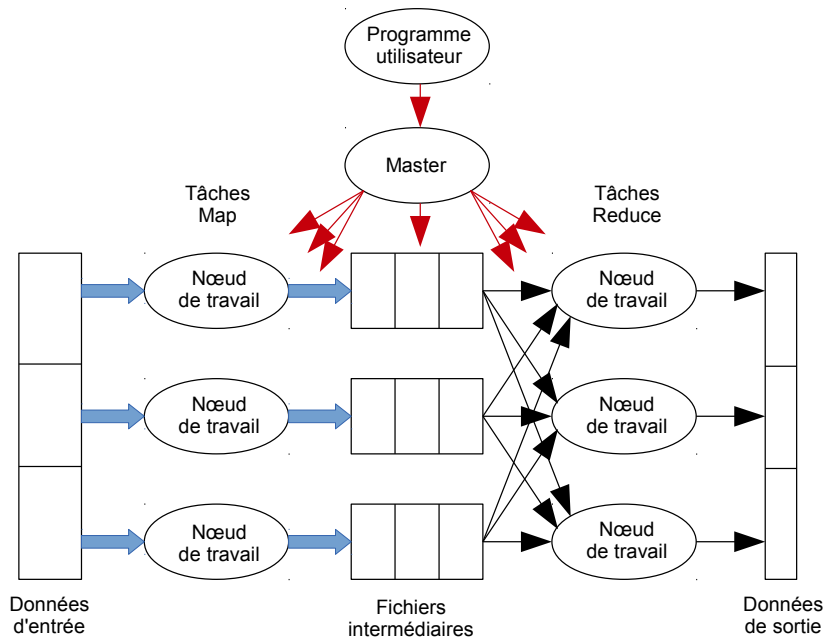 Programme
utilisateur
Master
Tâches
Map
Tâches
Reduce
Nœud
de travail
Nœud
de travail
Nœud
de travail
Nœud
de travail
Nœud
de travail
Nœud
de travail
Données
d'entrée
Fichiers
intermédiaires
Données
de sortie